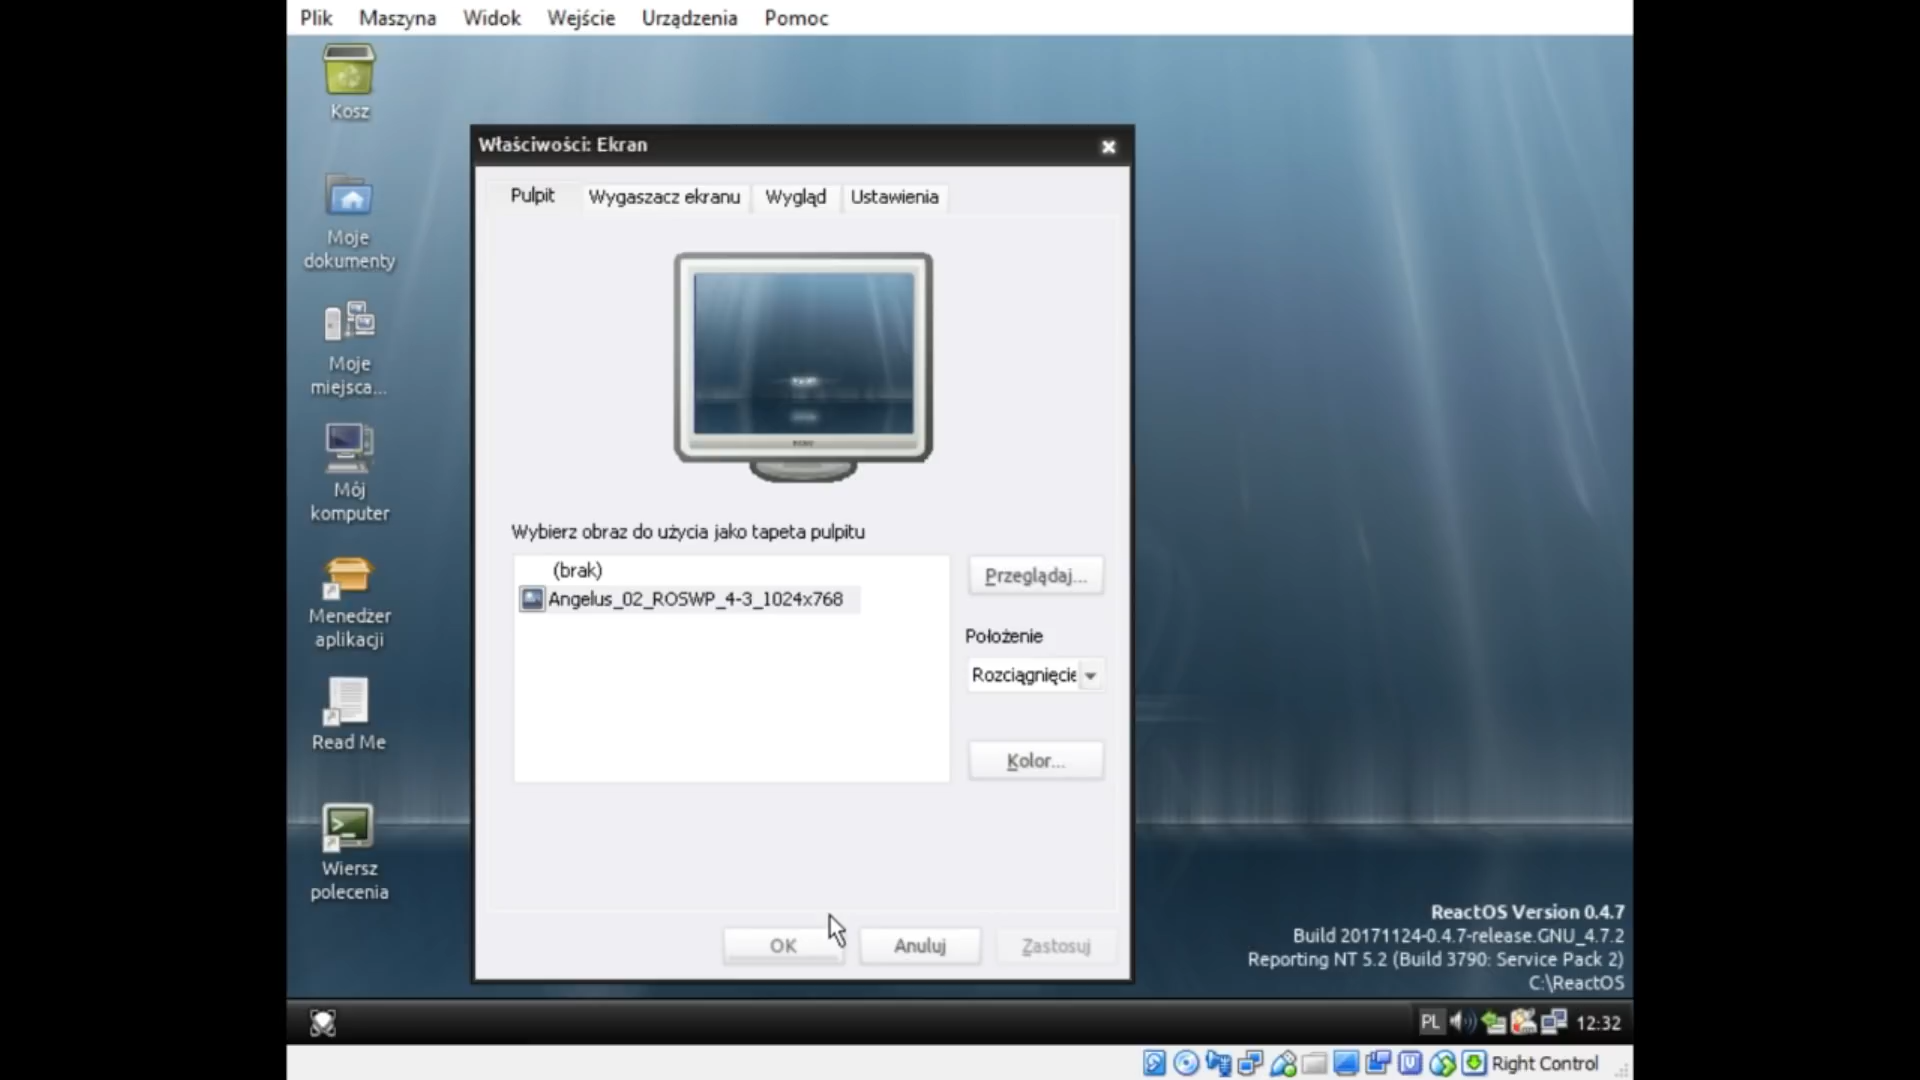 Plik Maszyna Widok Wejście Urządzenia Pomoc
Kosz
Moje
dokumenty
Moje
miejsca...
Mój
komputer
Menedżer
aplikacji
Read Me
Wiersz
polecenia
Właściwości: Ekran
Pulpit Wygaszacz ekranu Wygląd Ustawienia
Wybierz obraz do użycia jako tapeta pulpitu
(brak)
Angelus_02_ROSWP_4-3_1024x768
Przeglądaj...
Położenie
Rozciągnięcie
Kolor...
OK Anuluj Zastosuj
ReactOS Version 0.4.7
Build 20171124-0.4.7-release.GNU_4.7.2
Reporting NT 5.2 (Build 3790: Service Pack 2)
C:\ReactOS
PL 12:32
Right Control